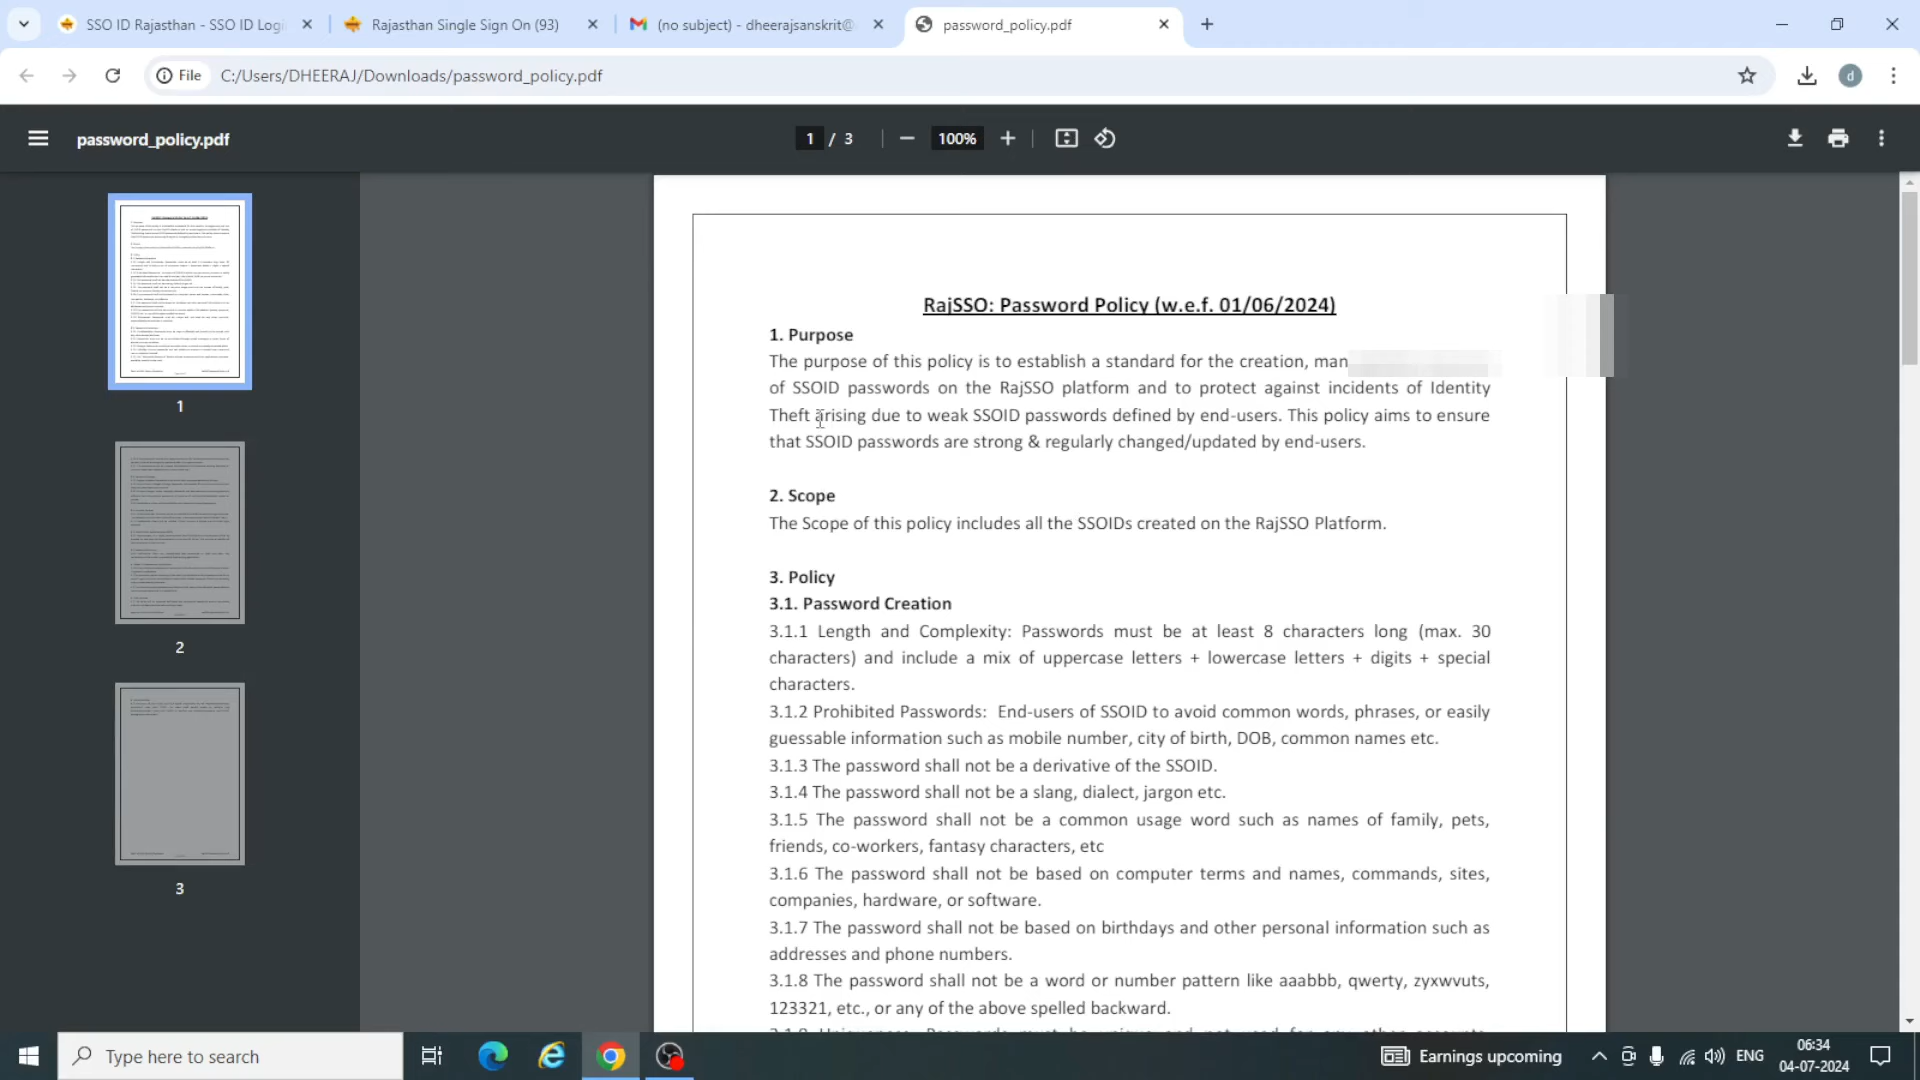 SSO ID Rajasthan - SSO ID Logi
Rajasthan Single Sign On (93)
(no subject) - dheerajsanskrit@
password_policy.pdf
File C:/Users/DHEERAJ/Downloads/password_policy.pdf
d
password_policy.pdf
1 / 3
100%
1
2
3
RajSSO: Password Policy (w.e.f. 01/06/2024)
1. Purpose
The purpose of this policy is to establish a standard for the creation, man
of SSOID passwords on the RajSSO platform and to protect against incidents of Identity
Theft arising due to weak SSOID passwords defined by end-users. This policy aims to ensure
that SSOID passwords are strong & regularly changed/updated by end-users.
2. Scope
The Scope of this policy includes all the SSOIDs created on the RajSSO Platform.
3. Policy
3.1. Password Creation
3.1.1 Length and Complexity: Passwords must be at least 8 characters long (max. 30
characters) and include a mix of uppercase letters + lowercase letters + digits + special
characters.
3.1.2 Prohibited Passwords: End-users of SSOID to avoid common words, phrases, or easily
guessable information such as mobile number, city of birth, DOB, common names etc.
3.1.3 The password shall not be a derivative of the SSOID.
3.1.4 The password shall not be a slang, dialect, jargon etc.
3.1.5 The password shall not be a common usage word such as names of family, pets,
friends, co-workers, fantasy characters, etc
3.1.6 The password shall not be based on computer terms and names, commands, sites,
companies, hardware, or software.
3.1.7 The password shall not be based on birthdays and other personal information such as
addresses and phone numbers.
3.1.8 The password shall not be a word or number pattern like aaabbb, qwerty, zyxwvuts,
123321, etc., or any of the above spelled backward.
Type here to search
Earnings upcoming
ENG
06:34
04-07-2024